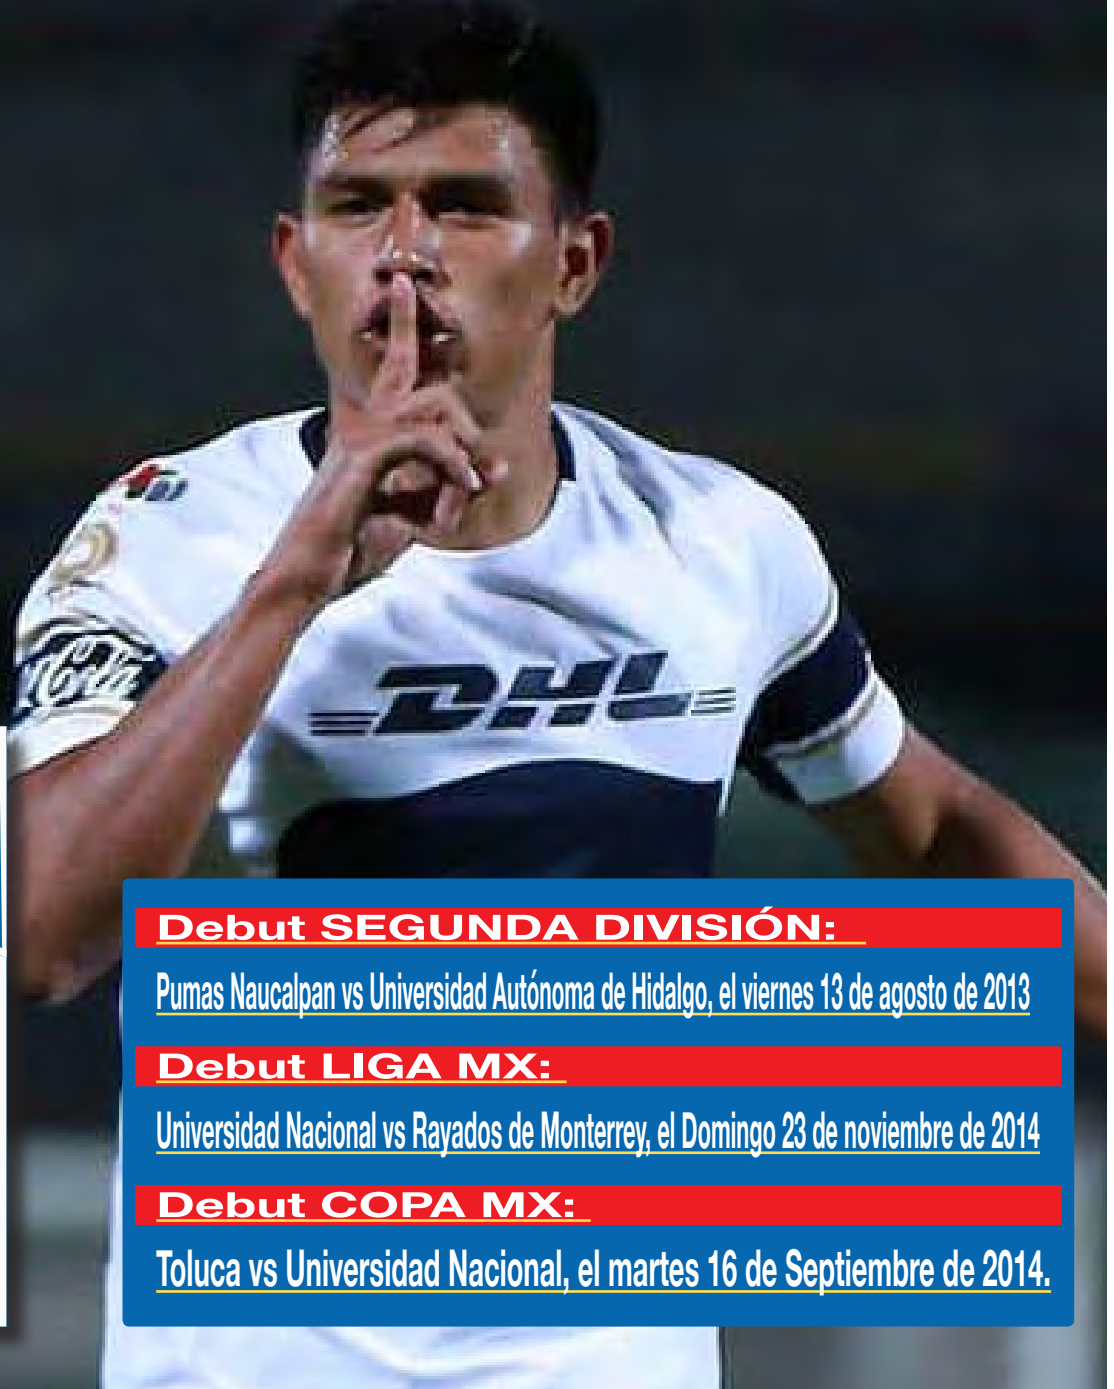 Cola
DHL
Debut SEGUNDA DIVISIÓN:
Pumas Naucalpan vs Universidad Autónoma de Hidalgo, el viernes 13 de agosto de 2013
Debut LIGA MX:
Universidad Nacional vs Rayados de Monterrey, el Domingo 23 de noviembre de 2014
Debut COPA MX:
Toluca vs Universidad Nacional, el martes 16 de Septiembre de 2014.